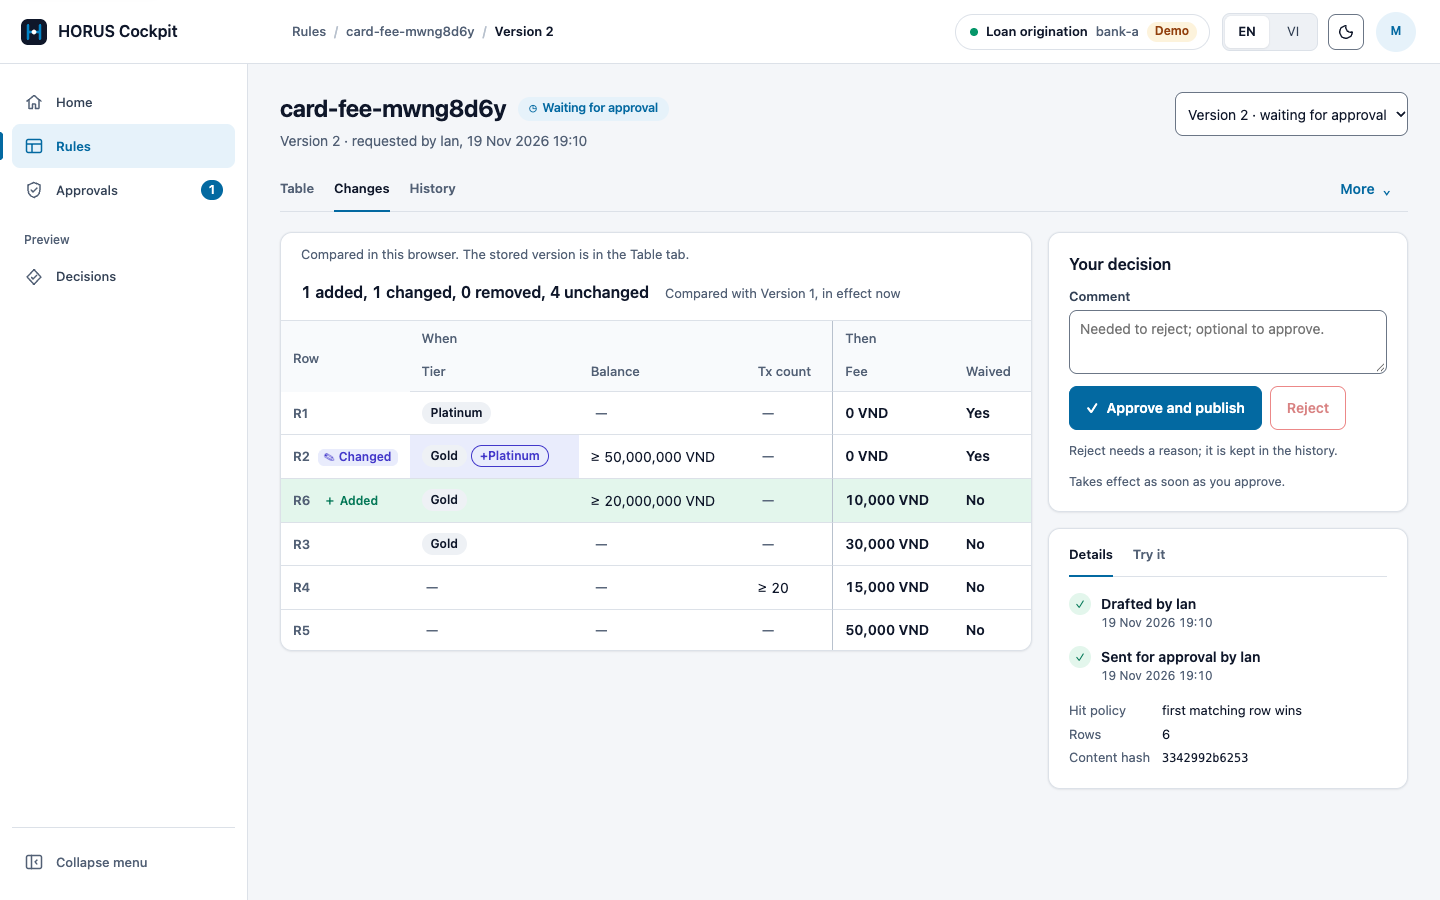 HORUS Cockpit
Rules / card-fee-mwng8d6y / Version 2
Loan origination bank-a Demo
EN VI
M
Home
Rules
Approvals 1
Preview
Decisions
Collapse menu
card-fee-mwng8d6y Waiting for approval
Version 2 · requested by lan, 19 Nov 2026 19:10
Version 2 · waiting for approval
Table Changes History
More
Compared in this browser. The stored version is in the Table tab.
1 added, 1 changed, 0 removed, 4 unchanged Compared with Version 1, in effect now
Row When Then
Tier Balance Tx count Fee Waived
R1 Platinum — — 0 VND Yes
R2 ✎ Changed Gold +Platinum ≥ 50,000,000 VND — 0 VND Yes
R6 + Added Gold ≥ 20,000,000 VND — 10,000 VND No
R3 Gold — — 30,000 VND No
R4 — — ≥ 20 15,000 VND No
R5 — — — 50,000 VND No
Your decision
Comment
Needed to reject; optional to approve.
✓ Approve and publish Reject
Reject needs a reason; it is kept in the history.
Takes effect as soon as you approve.
Details Try it
Drafted by lan
19 Nov 2026 19:10
Sent for approval by lan
19 Nov 2026 19:10
Hit policy first matching row wins
Rows 6
Content hash 3342992b6253